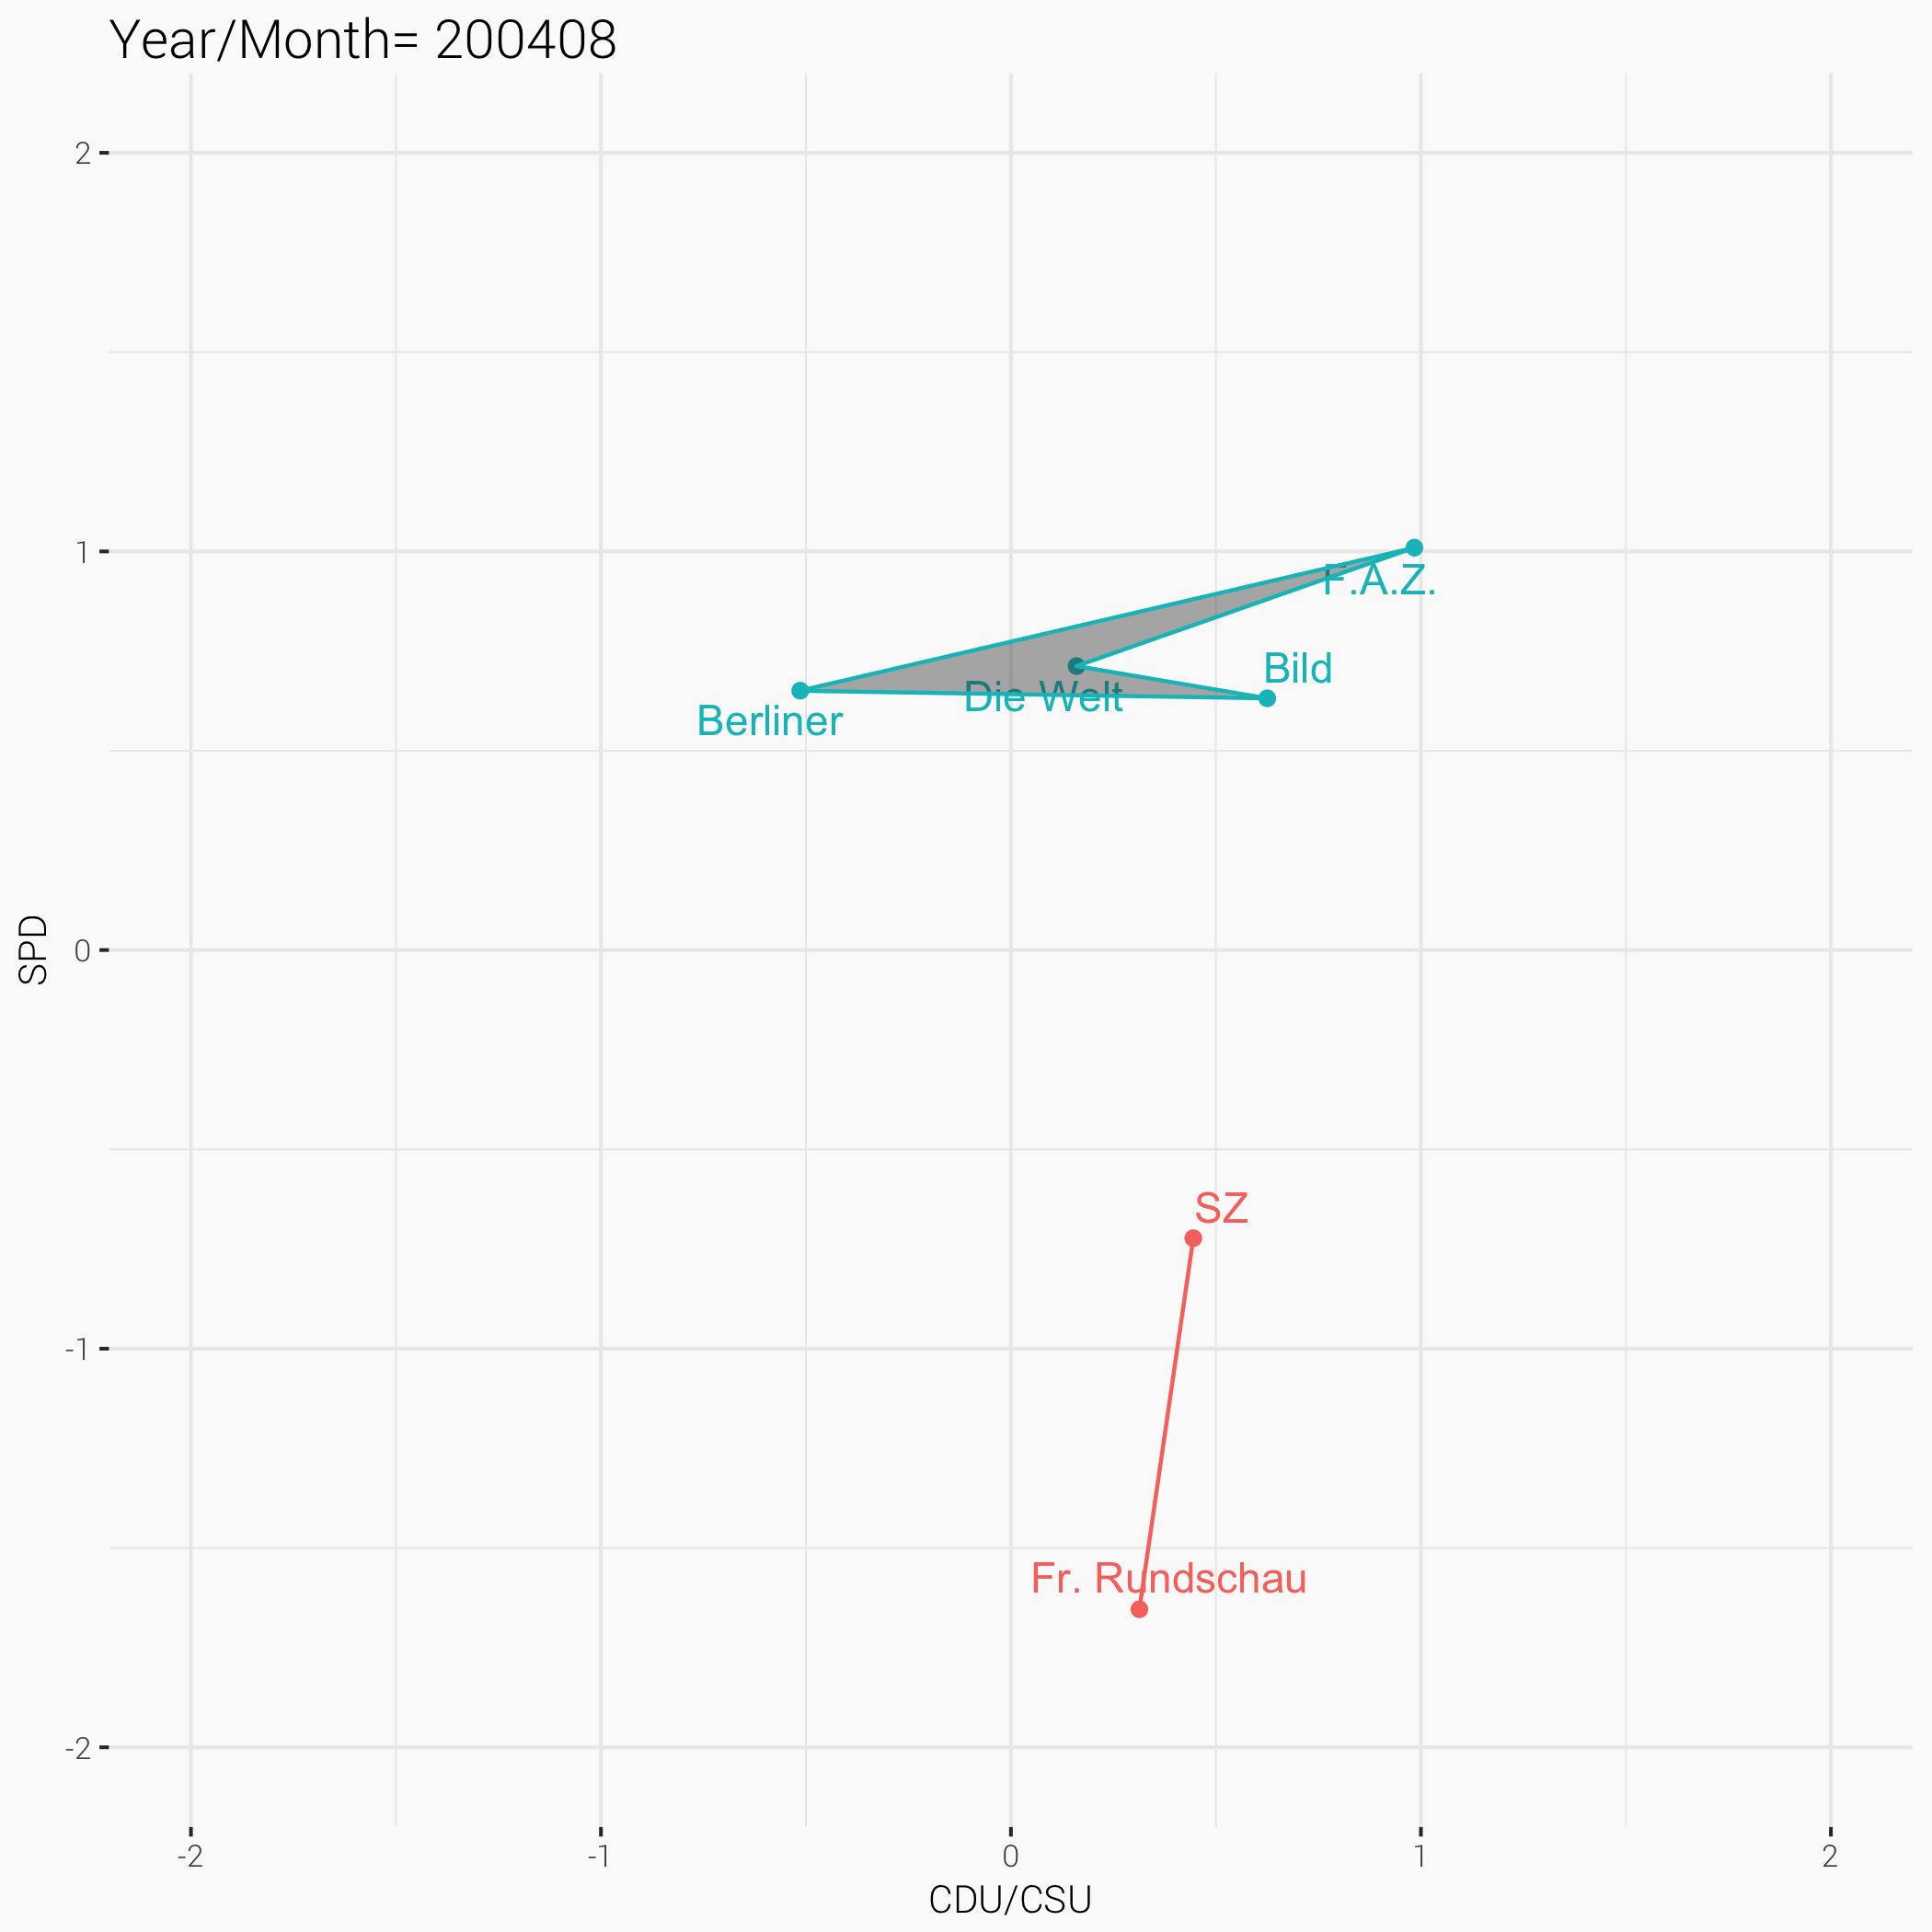 Year/Month= 200408
2
1
F.A.Z.
Bild
Die Welt
Berliner
SPD
0
SZ
-1
Fr. Rundschau
-2
-2
-1
0
1
2
CDU/CSU